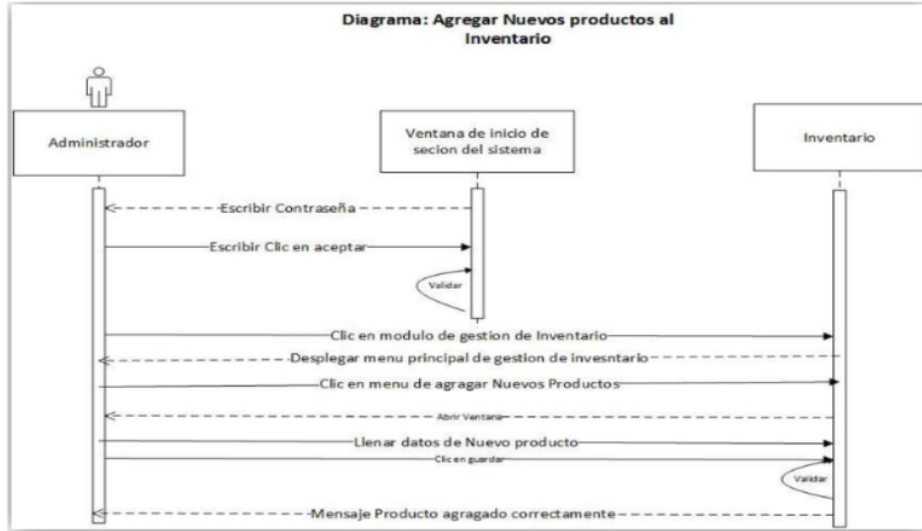 Diagrama: Agregar Nuevos productos al
Inventario
Administrador
Ventana de inicio de
secion del sistema
Inventario
Escribir Contraseña
Escribir Clic en aceptar
Validar
Clic en modulo de gestion de Inventario
Desplegar menu principal de gestion de invesntario
Clic en menu de agragar Nuevos Productos
Abrir Ventana
Llenar datos de Nuevo producto
Clic en guardar
Validar
Mensaje Producto agragado correctamente